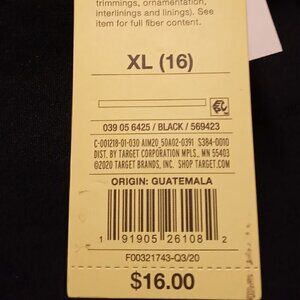 trimmings, ornamentation,
interlinings and linings). See
item for full fiber content.
XL (16)
039 05 6425 / BLACK / 569423
C-001218-01-030 AIM20_50A02-0391 S3B4-0010
DIST. BY TARGET CORPORATION MPLS, MN 55403
©2020 TARGET BRANDS, INC. SHOP TARGET.COM
ORIGIN: GUATEMALA
1 91905 26108 2
F00321743-Q3/20
$16.00